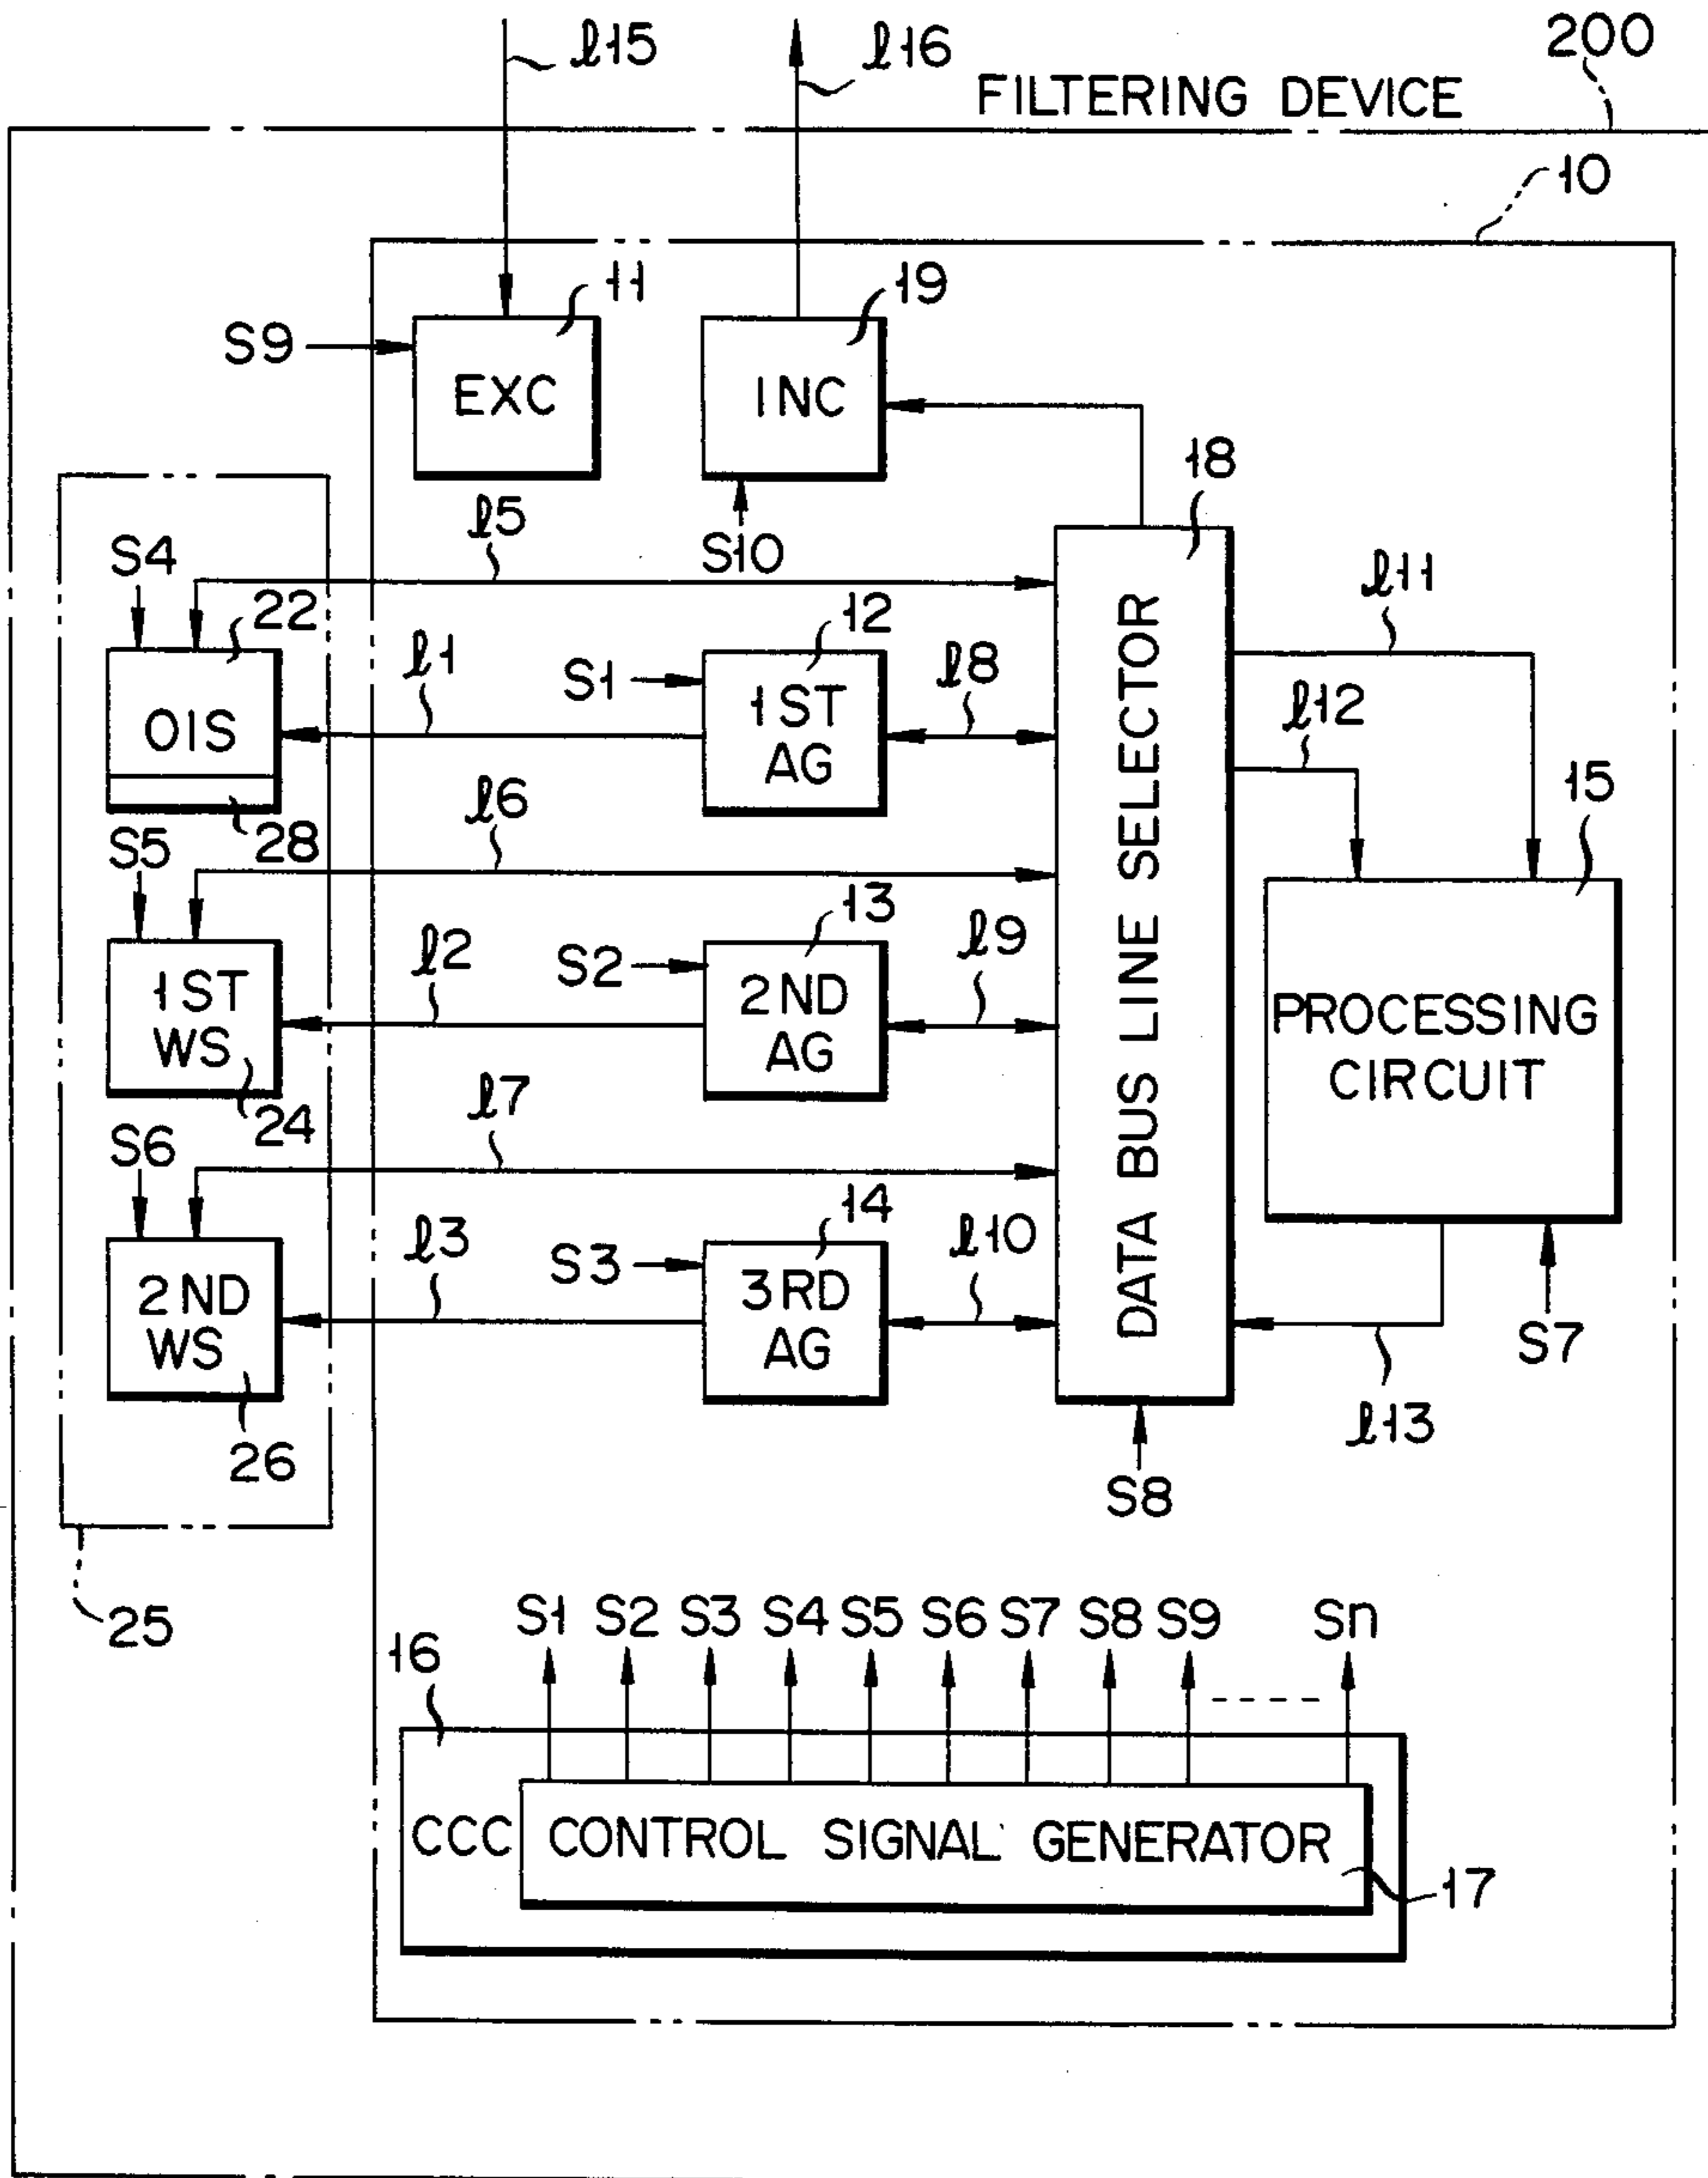 200
ℓ15
ℓ16
FILTERING DEVICE
10
11
19
S9
EXC
INC
18
ℓ5
S10
S4
22
12
ℓ11
ℓ1
S1
ℓ8
OIS
1ST
AG
ℓ12
28
ℓ6
15
S5
13
ℓ2
S2
ℓ9
1ST
WS
2ND
AG
DATA BUS LINE SELECTOR
PROCESSING
CIRCUIT
24
ℓ7
S6
14
ℓ3
S3
ℓ10
2ND
WS
3RD
AG
S7
ℓ13
26
S8
25
S1 S2 S3 S4 S5 S6 S7 S8 S9 ----- Sn
16
CCC CONTROL SIGNAL GENERATOR
17